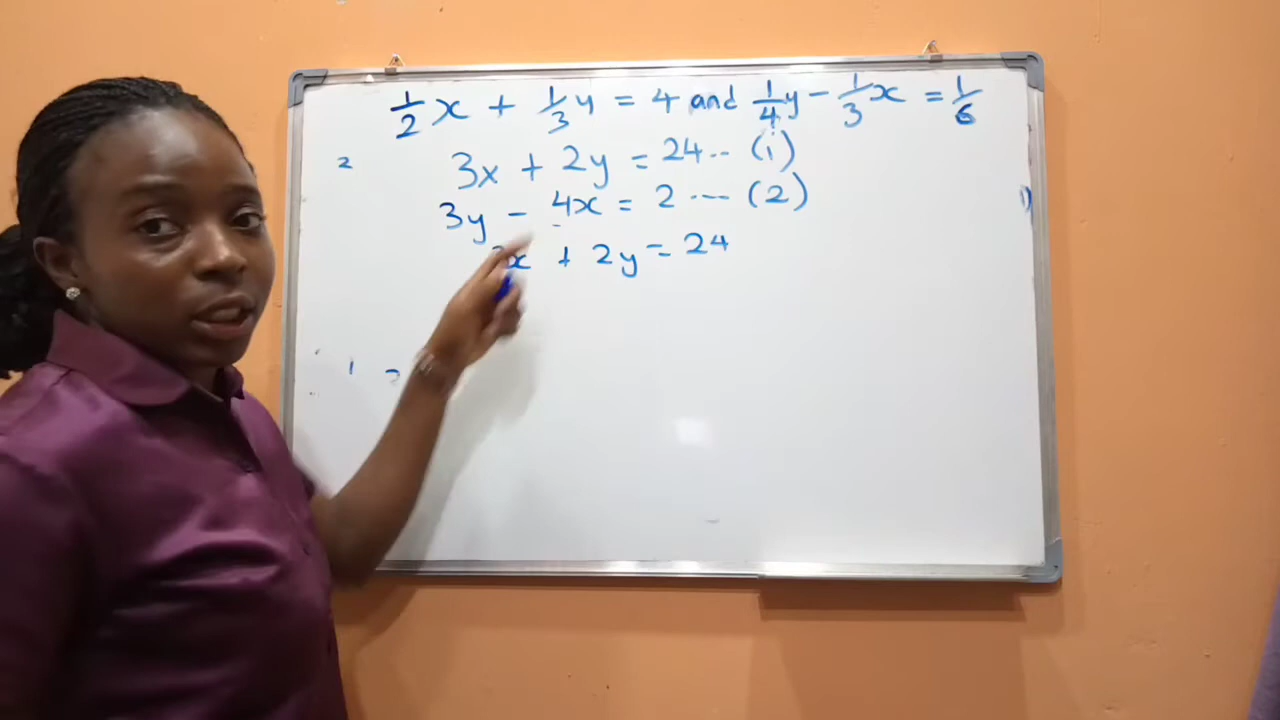 1/2 x + 1/3 y = 4 and 1/4 y - 1/3 x = 1/6
2
3x + 2y = 24 -- (i)
3y - 4x = 2 --- (2)
x + 2y = 24
1